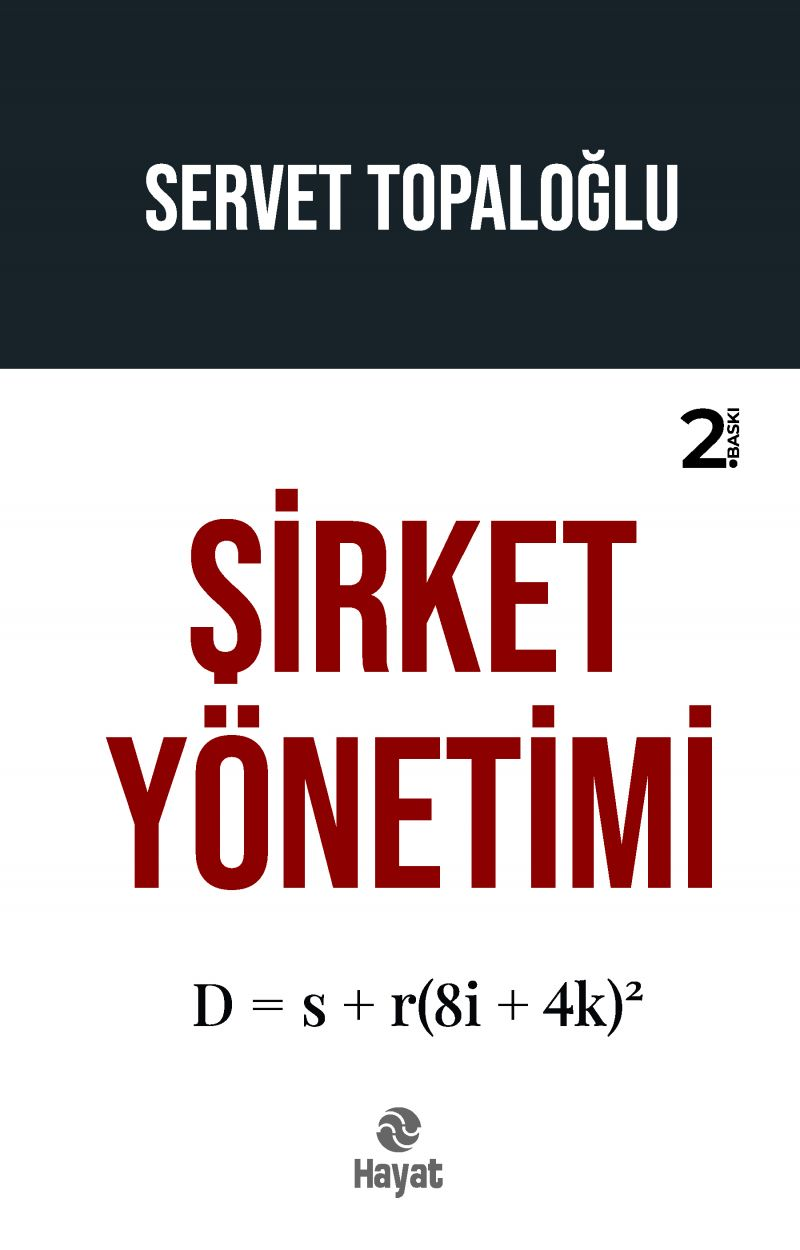 SERVET TOPALOĞLU
2.BASKI
ŞİRKET
YÖNETİMİ
D = s + r(8i + 4k)²
Hayat